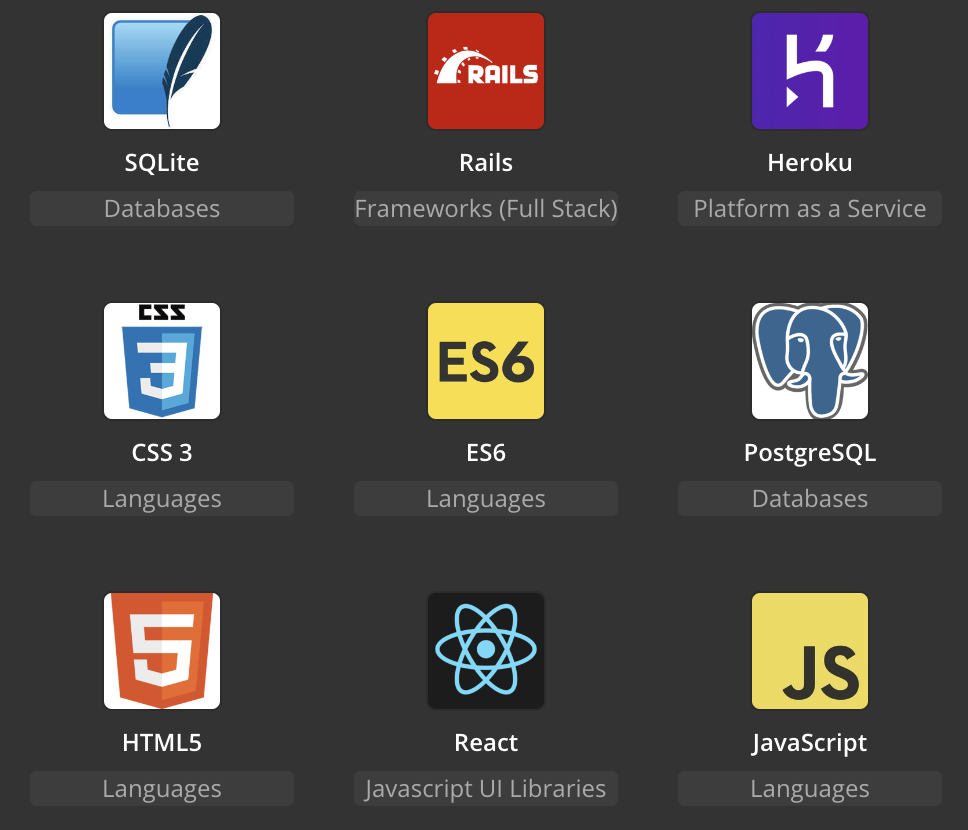 RAILS
SQLite
Rails
Heroku
Databases
Frameworks (Full Stack)
Platform as a Service
CSS
3
ES6
CSS 3
ES6
PostgreSQL
Languages
Languages
Databases
5
JS
HTML5
React
JavaScript
Languages
Javascript UI Libraries
Languages